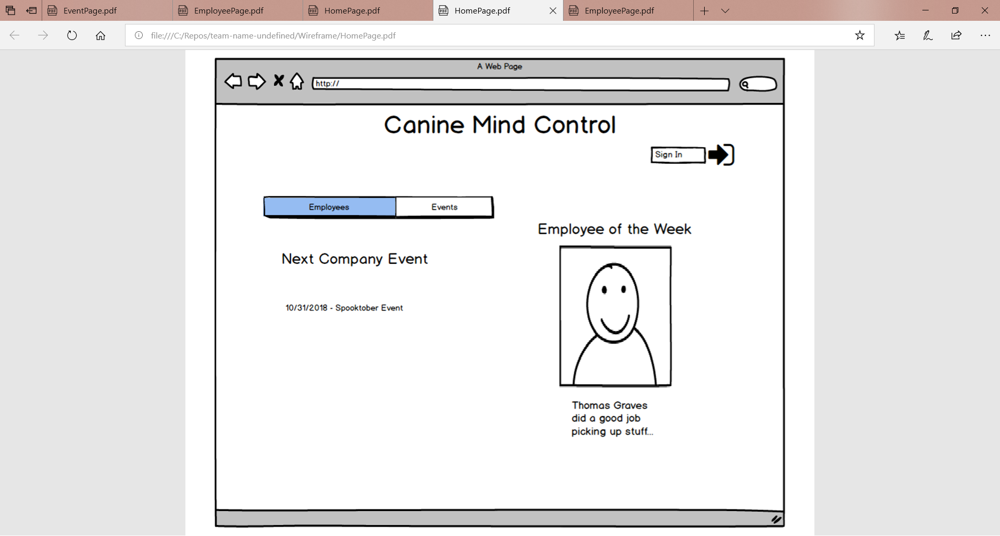 EventPage.pdf
EmployeePage.pdf
HomePage.pdf
HomePage.pdf
EmployeePage.pdf
file:///C:/Repos/team-name-undefined/Wireframe/HomePage.pdf
A Web Page
http://
Canine Mind Control
Sign In
Employees
Events
Employee of the Week
Next Company Event
10/31/2018 - Spooktober Event
Thomas Graves
did a good job
picking up stuff...